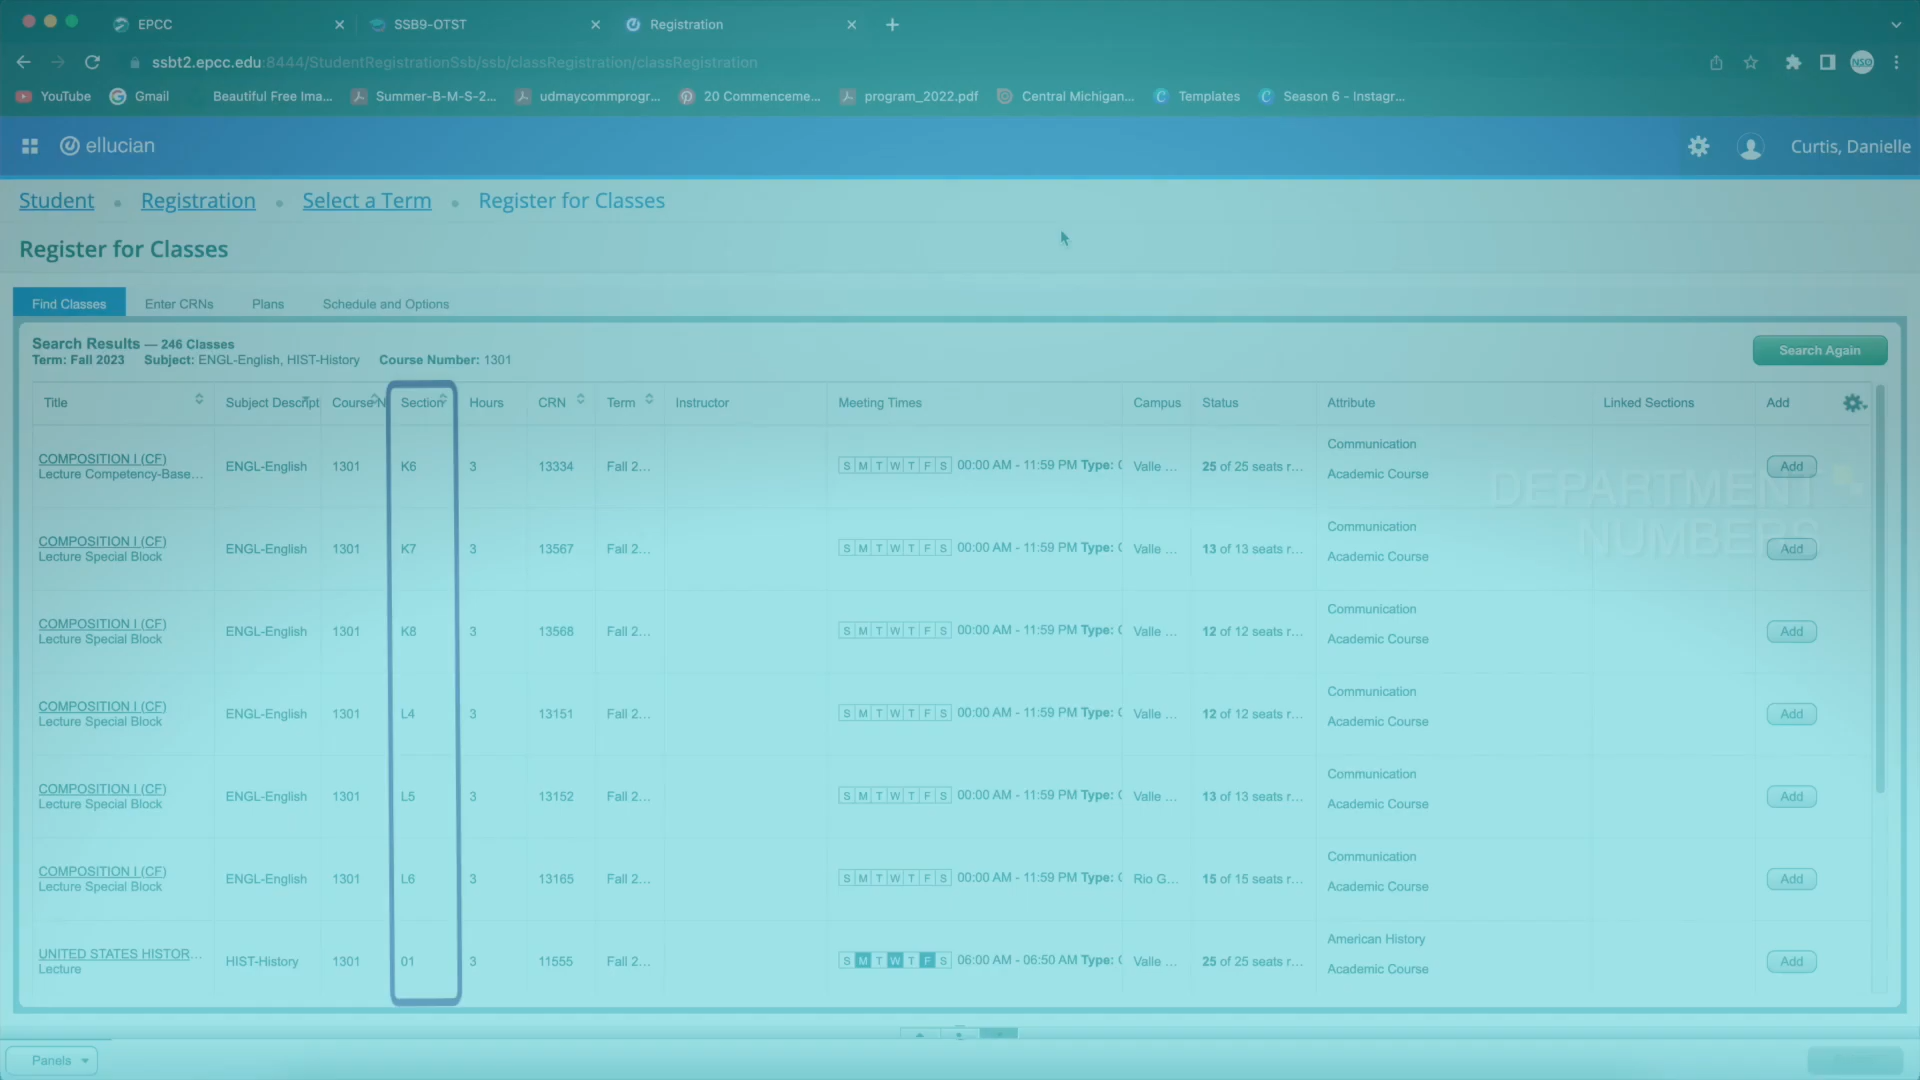 EPCC
SSB9-OTST
Registration
ssbt2.epcc.edu:8444/StudentRegistrationSsb/ssb/classRegistration/classRegistration
NSO
YouTube
Gmail
Beautiful Free Ima...
Summer-B-M-S-2...
udmaycommprogr...
20 Commenceme...
program_2022.pdf
Central Michigan...
Templates
Season 6 - Instagr...
ellucian
Curtis, Danielle
Student • Registration • Select a Term • Register for Classes
Register for Classes
Find Classes Enter CRNs Plans Schedule and Options
Search Results — 246 Classes
Term: Fall 2023 Subject: ENGL-English, HIST-History Course Number: 1301
Search Again
Title Subject Descript Course N Section Hours CRN Term Instructor Meeting Times Campus Status Attribute Linked Sections Add
COMPOSITION I (CF)
Lecture Competency-Base...
ENGL-English 1301 K6 3 13334 Fall 2... S M T W T F S 00:00 AM - 11:59 PM Type: Valle ... 25 of 25 seats r...
Communication
Academic Course
Add
COMPOSITION I (CF)
Lecture Special Block
ENGL-English 1301 K7 3 13567 Fall 2... S M T W T F S 00:00 AM - 11:59 PM Type: Valle ... 13 of 13 seats r...
Communication
Academic Course
Add
DEPARTMENT
NUMBERS
COMPOSITION I (CF)
Lecture Special Block
ENGL-English 1301 K8 3 13568 Fall 2... S M T W T F S 00:00 AM - 11:59 PM Type: Valle ... 12 of 12 seats r...
Communication
Academic Course
Add
COMPOSITION I (CF)
Lecture Special Block
ENGL-English 1301 L4 3 13151 Fall 2... S M T W T F S 00:00 AM - 11:59 PM Type: Valle ... 12 of 12 seats r...
Communication
Academic Course
Add
COMPOSITION I (CF)
Lecture Special Block
ENGL-English 1301 L5 3 13152 Fall 2... S M T W T F S 00:00 AM - 11:59 PM Type: Valle ... 13 of 13 seats r...
Communication
Academic Course
Add
COMPOSITION I (CF)
Lecture Special Block
ENGL-English 1301 L6 3 13165 Fall 2... S M T W T F S 00:00 AM - 11:59 PM Type: Rio G... 15 of 15 seats r...
Communication
Academic Course
Add
UNITED STATES HISTOR...
Lecture
HIST-History 1301 01 3 11555 Fall 2... S M T W T F S 06:00 AM - 06:50 AM Type: Valle ... 25 of 25 seats r...
American History
Academic Course
Add
Panels